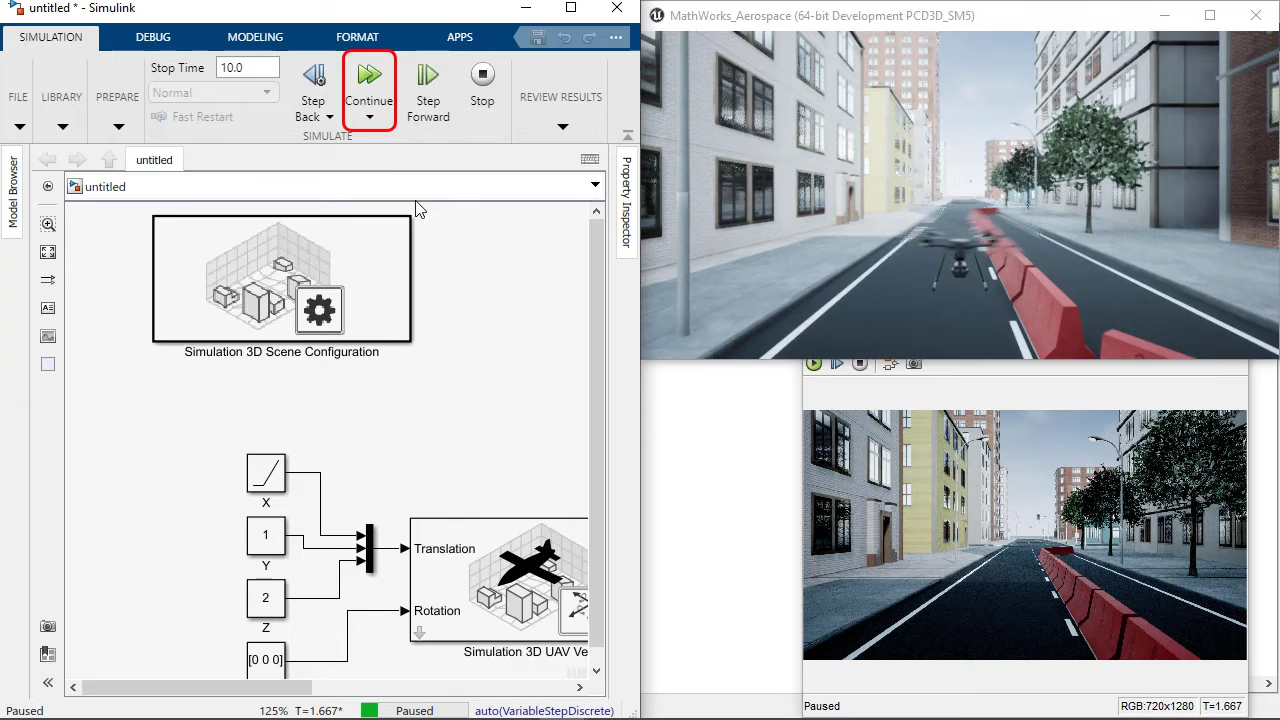 untitled * - Simulink
SIMULATION
DEBUG
MODELING
FORMAT
APPS
FILE
LIBRARY
PREPARE
Stop Time
10.0
Normal
Fast Restart
Step
Back
Continue
Step
Forward
Stop
SIMULATE
REVIEW RESULTS
Model Browser
untitled
untitled
Property Inspector
Simulation 3D Scene Configuration
X
1
Y
2
Z
[0 0 0]
Translation
Rotation
Simulation 3D UAV Ve
Paused
125%
T=1.667*
Paused
auto(VariableStepDiscrete)
MathWorks_Aerospace (64-bit Development PCD3D_SM5)
Paused
RGB:720x1280
T=1.667